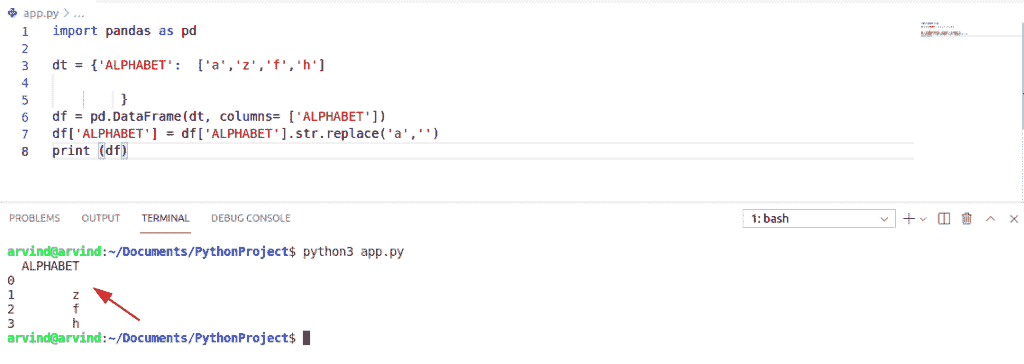 app.py > ...
1 import pandas as pd
2
3 dt = {'ALPHABET':  ['a','z','f','h']
4
5         }
6 df = pd.DataFrame(dt, columns= ['ALPHABET'])
7 df['ALPHABET'] = df['ALPHABET'].str.replace('a','')
8 print (df)
PROBLEMS OUTPUT TERMINAL DEBUG CONSOLE 1: bash
arvind@arvind:~/Documents/PythonProject$ python3 app.py
  ALPHABET
0
1        z
2        f
3        h
arvind@arvind:~/Documents/PythonProject$